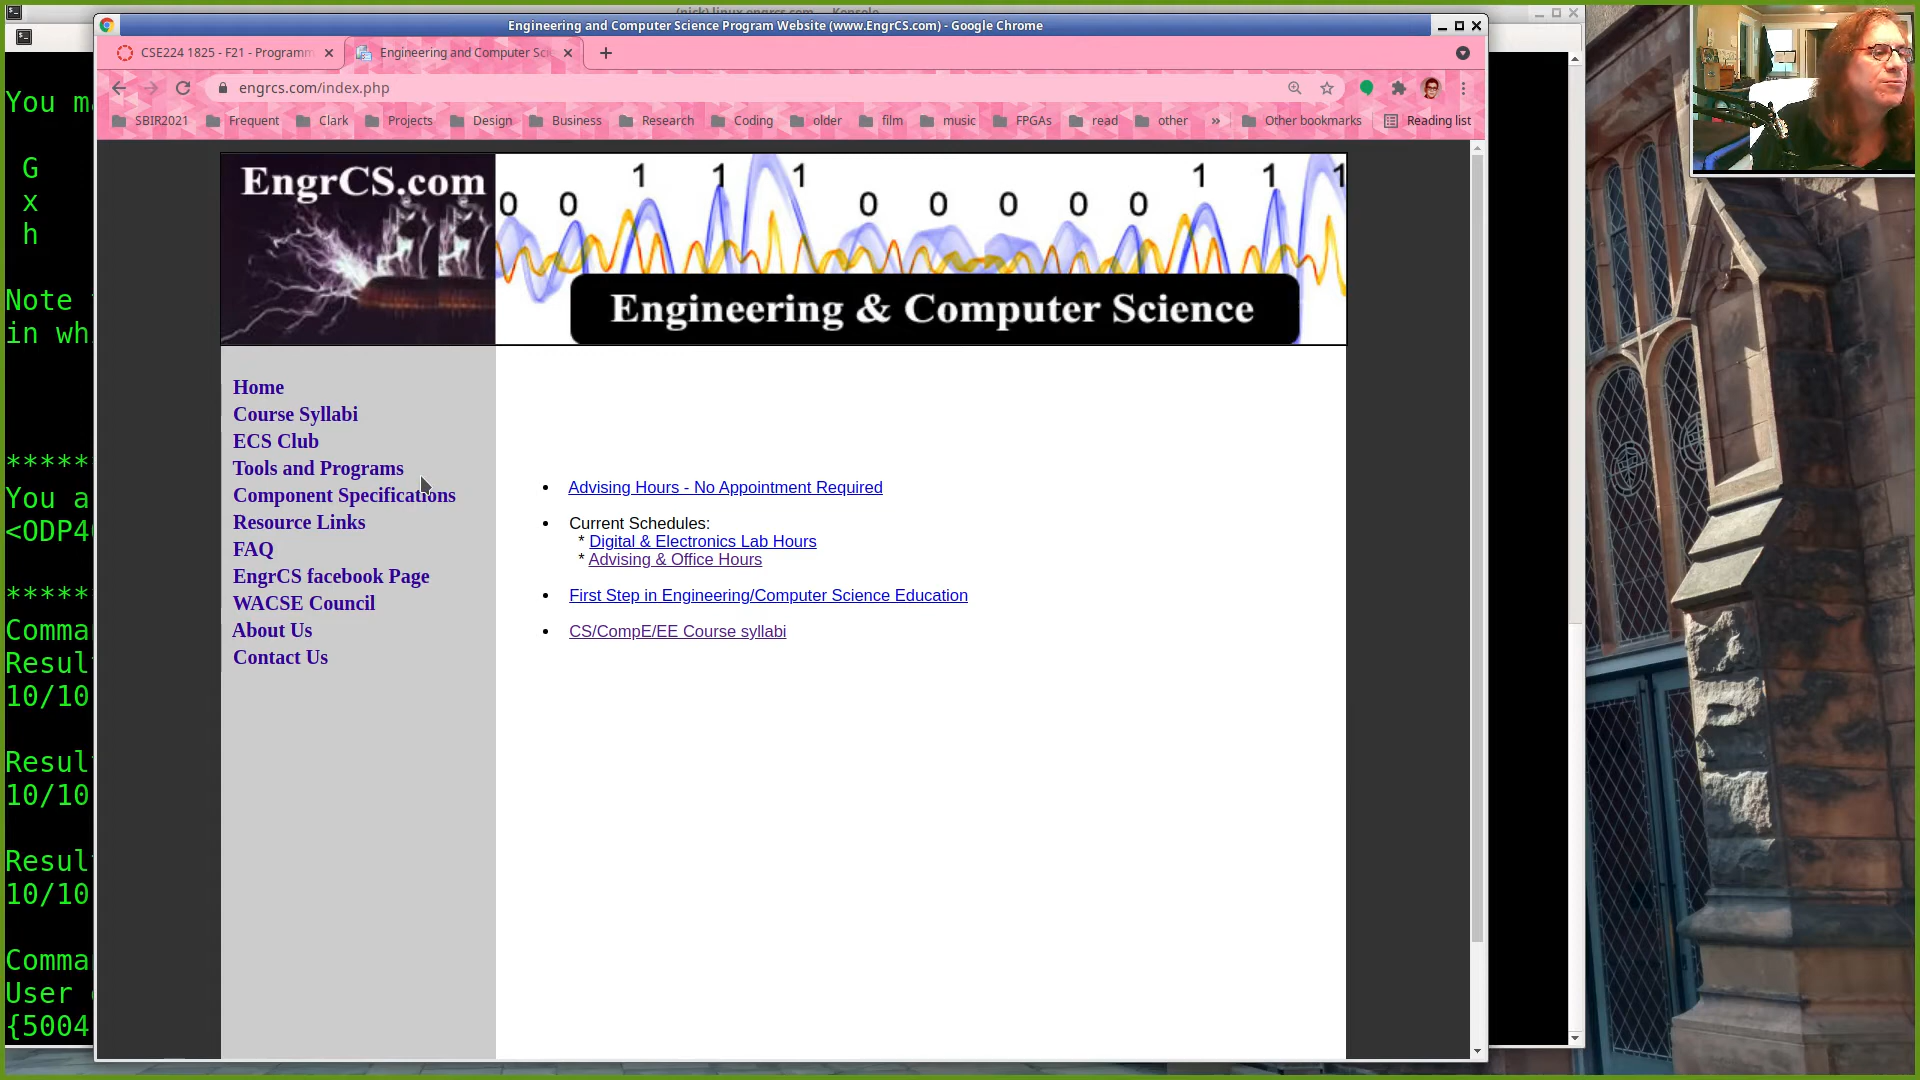 Engineering and Computer Science Program Website (www.EngrCS.com) - Google Chrome
CSE224 1825 - F21 - Programm
Engineering and Computer Sci
engrcs.com/index.php
SBIR2021
Frequent
Clark
Projects
Design
Business
Research
Coding
older
film
music
FPGAs
read
other
»
Other bookmarks
Reading list
EngrCS.com
0 0 1 1 1 0 0 0 0 0 1 1 1
Engineering & Computer Science
Home
Course Syllabi
ECS Club
Tools and Programs
Component Specifications
Resource Links
FAQ
EngrCS facebook Page
WACSE Council
About Us
Contact Us
• Advising Hours - No Appointment Required
• Current Schedules:
* Digital & Electronics Lab Hours
* Advising & Office Hours
• First Step in Engineering/Computer Science Education
• CS/CompE/EE Course syllabi
You m
G
x
h
Note
in wh
*****
You a
<ODP4
*****
Comma
Resul
10/10
Resul
10/10
Resul
10/10
Comma
User
{5004